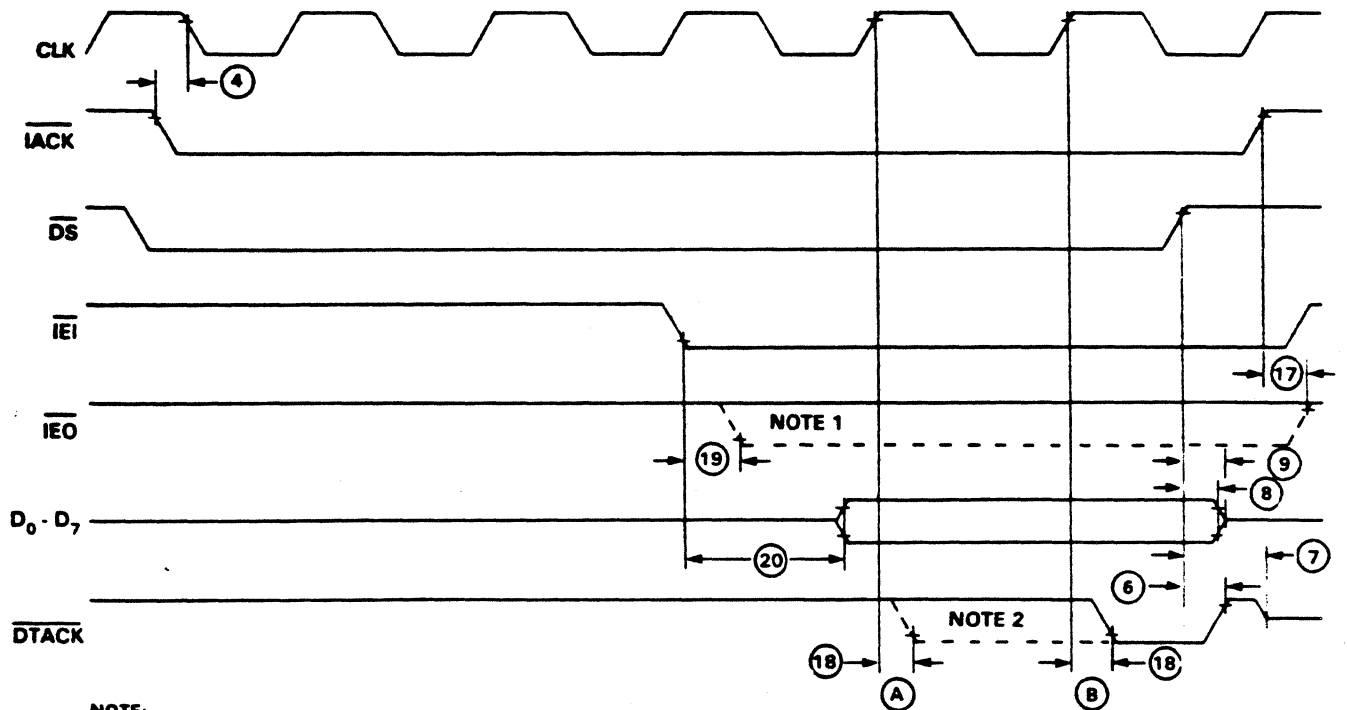 CLK
4
IACK
DS
IEI
17
IEO
NOTE 1
19
9
8
D0 - D7
20
7
6
DTACK
NOTE 2
18
18
A
B
NOTE: